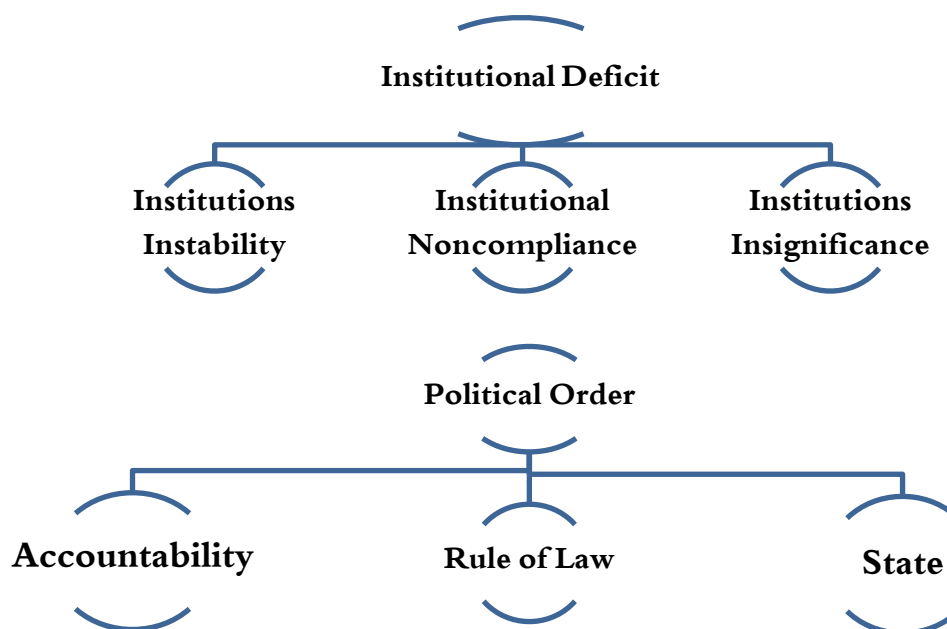 Institutional Deficit
Institutions Institutional Institutions
Instability Noncompliance Insignificance
Political Order
Accountability Rule of Law State